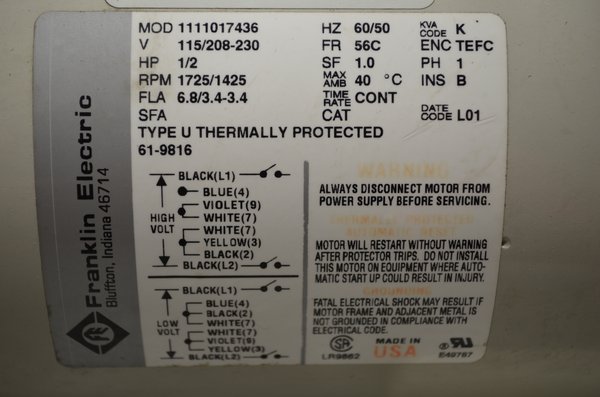 Franklin Electric
Bluffton, Indiana 46714
MOD 1111017436 HZ 60/50 KVA CODE K
V 115/208-230 FR 56C ENC TEFC
HP 1/2 SF 1.0 PH 1
RPM 1725/1425 MAX AMB 40 °C INS B
FLA 6.8/3.4-3.4 TIME RATE CONT
SFA CAT DATE CODE L01
TYPE U THERMALLY PROTECTED
61-9816
HIGH VOLT
BLACK(L1)
BLUE(4)
VIOLET(9)
WHITE(7)
WHITE(7)
YELLOW(3)
BLACK(2)
BLACK(L2)
LOW VOLT
BLACK(L1)
BLUE(4)
BLACK(2)
WHITE(7)
WHITE(7)
VIOLET(9)
YELLOW(3)
BLACK(L2)
WARNING
ALWAYS DISCONNECT MOTOR FROM
POWER SUPPLY BEFORE SERVICING.
THERMALLY PROTECTED
AUTOMATIC RESET
MOTOR WILL RESTART WITHOUT WARNING
AFTER PROTECTOR TRIPS. DO NOT INSTALL
THIS MOTOR ON EQUIPMENT WHERE AUTO-
MATIC START UP COULD RESULT IN INJURY.
GROUNDING
FATAL ELECTRICAL SHOCK MAY RESULT IF
MOTOR FRAME AND ADJACENT METAL IS
NOT GROUNDED IN COMPLIANCE WITH
ELECTRICAL CODE.
LR9862
MADE IN
USA
E49787